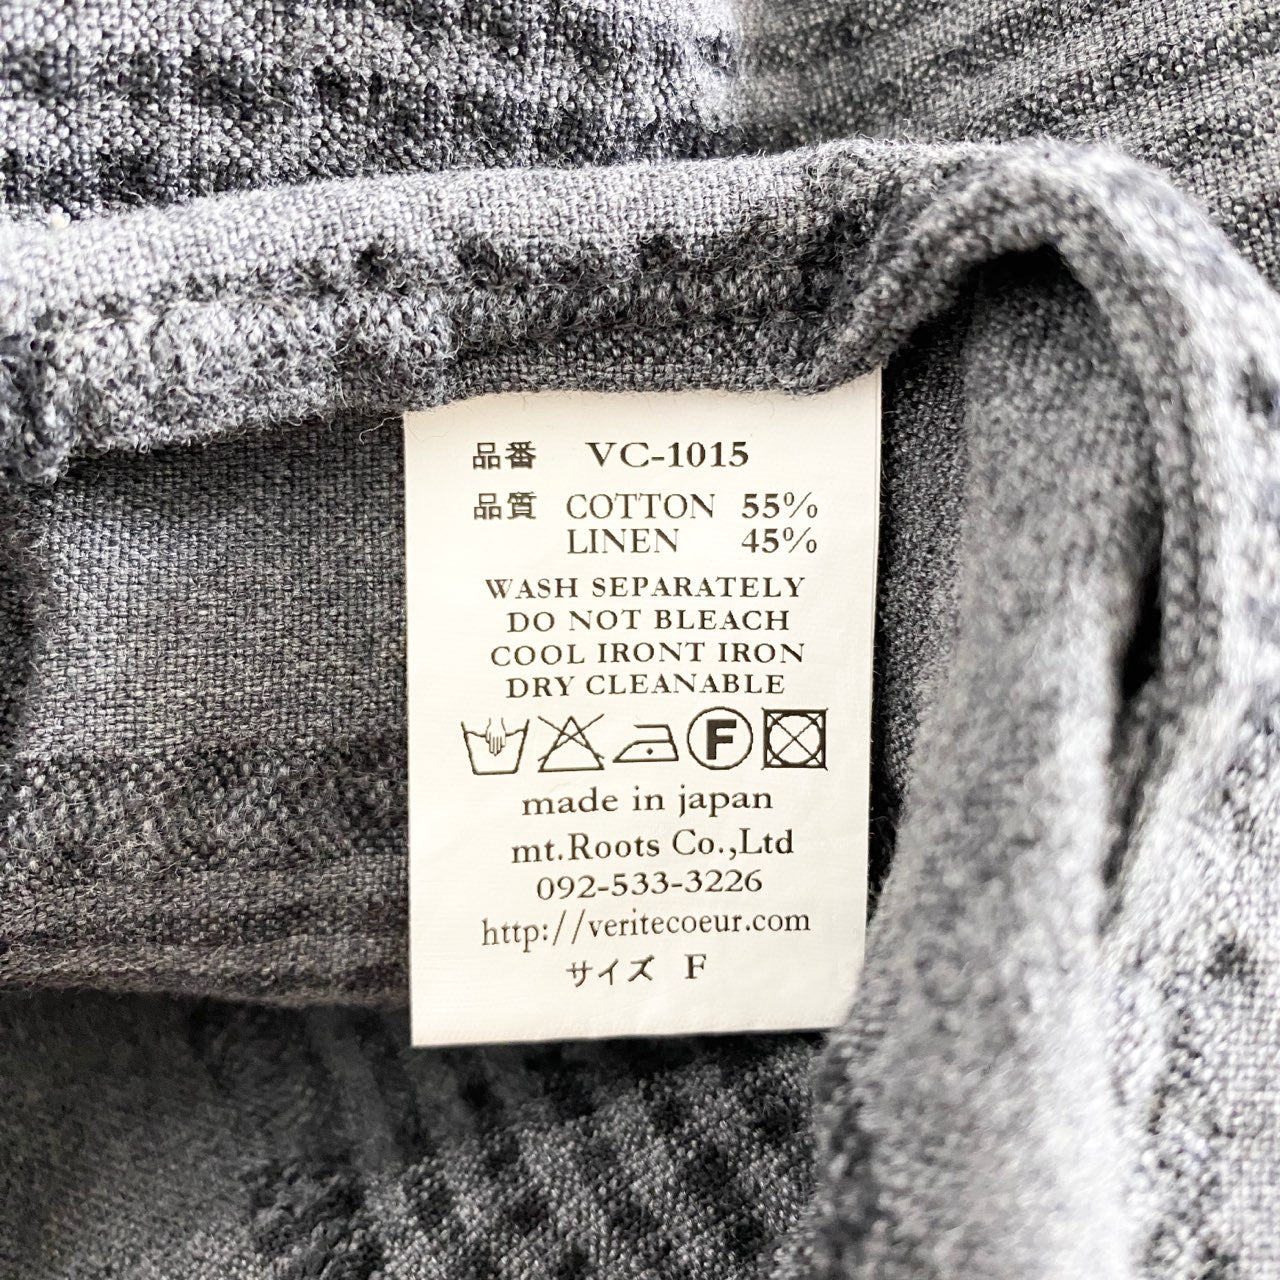 品番 VC-1015
品質 COTTON 55%
LINEN 45%
WASH SEPARATELY
DO NOT BLEACH
COOL IRONT IRON
DRY CLEANABLE
F
made in japan
mt.Roots Co.,Ltd
092-533-3226
http://veritecoeur.com
サイズ F